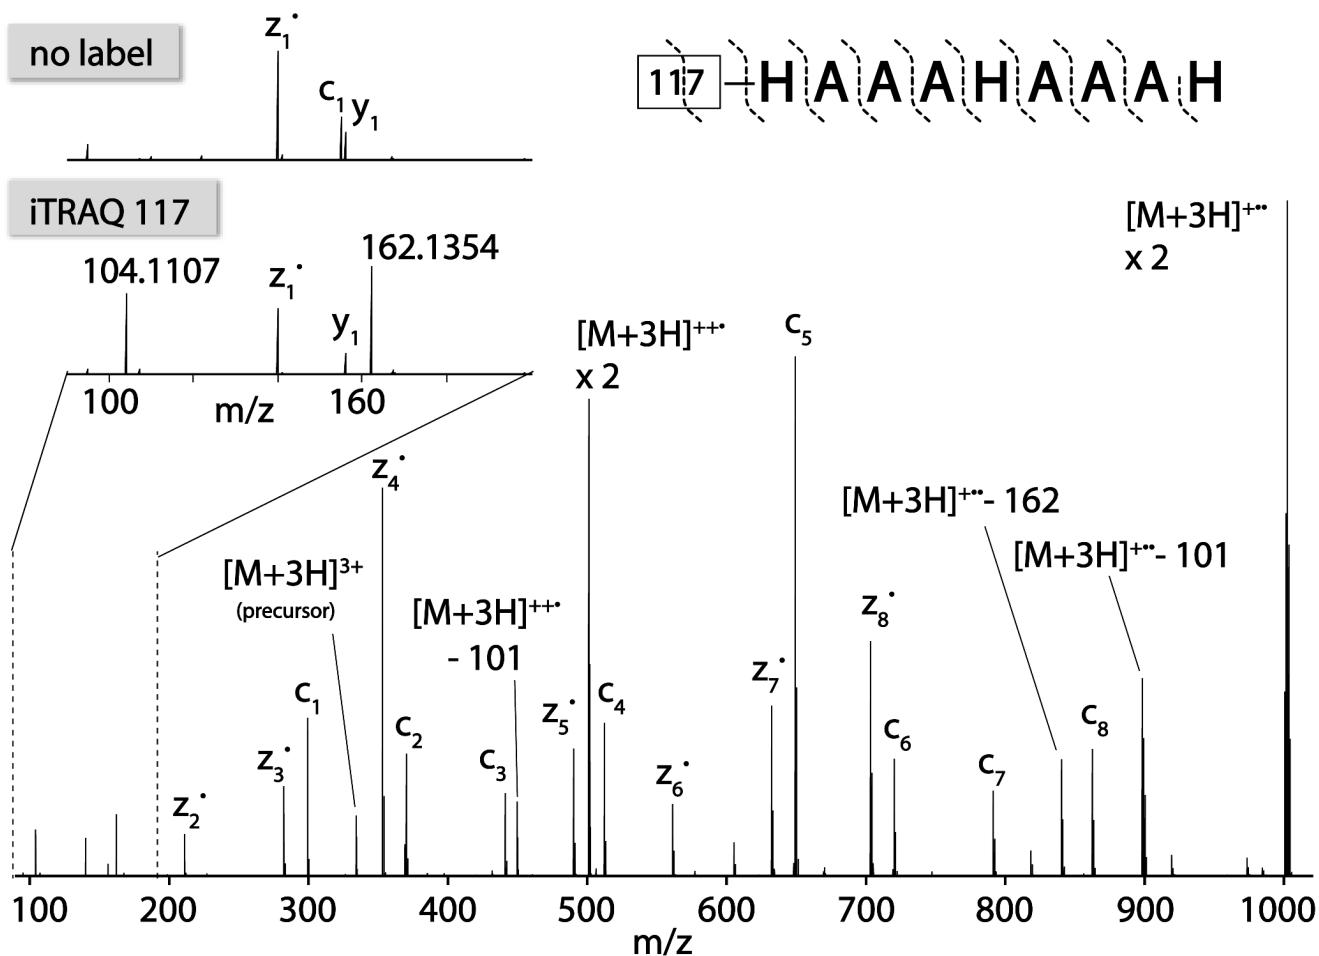 no label
z₁•
c₁
y₁
117 HAAAHAAAH
iTRAQ 117
104.1107
z₁•
y₁
162.1354
100
m/z
160
[M+3H]⁺••
x 2
[M+3H]⁺⁺•
x 2
c₅
z₄•
[M+3H]³⁺
(precursor)
[M+3H]⁺⁺•
- 101
[M+3H]⁺••- 162
[M+3H]⁺••- 101
z₈•
z₇•
c₁
c₂
z₅•
c₄
z₃•
c₃
z₆•
c₆
c₈
c₇
z₂•
100 200 300 400 500 600 700 800 900 1000
m/z